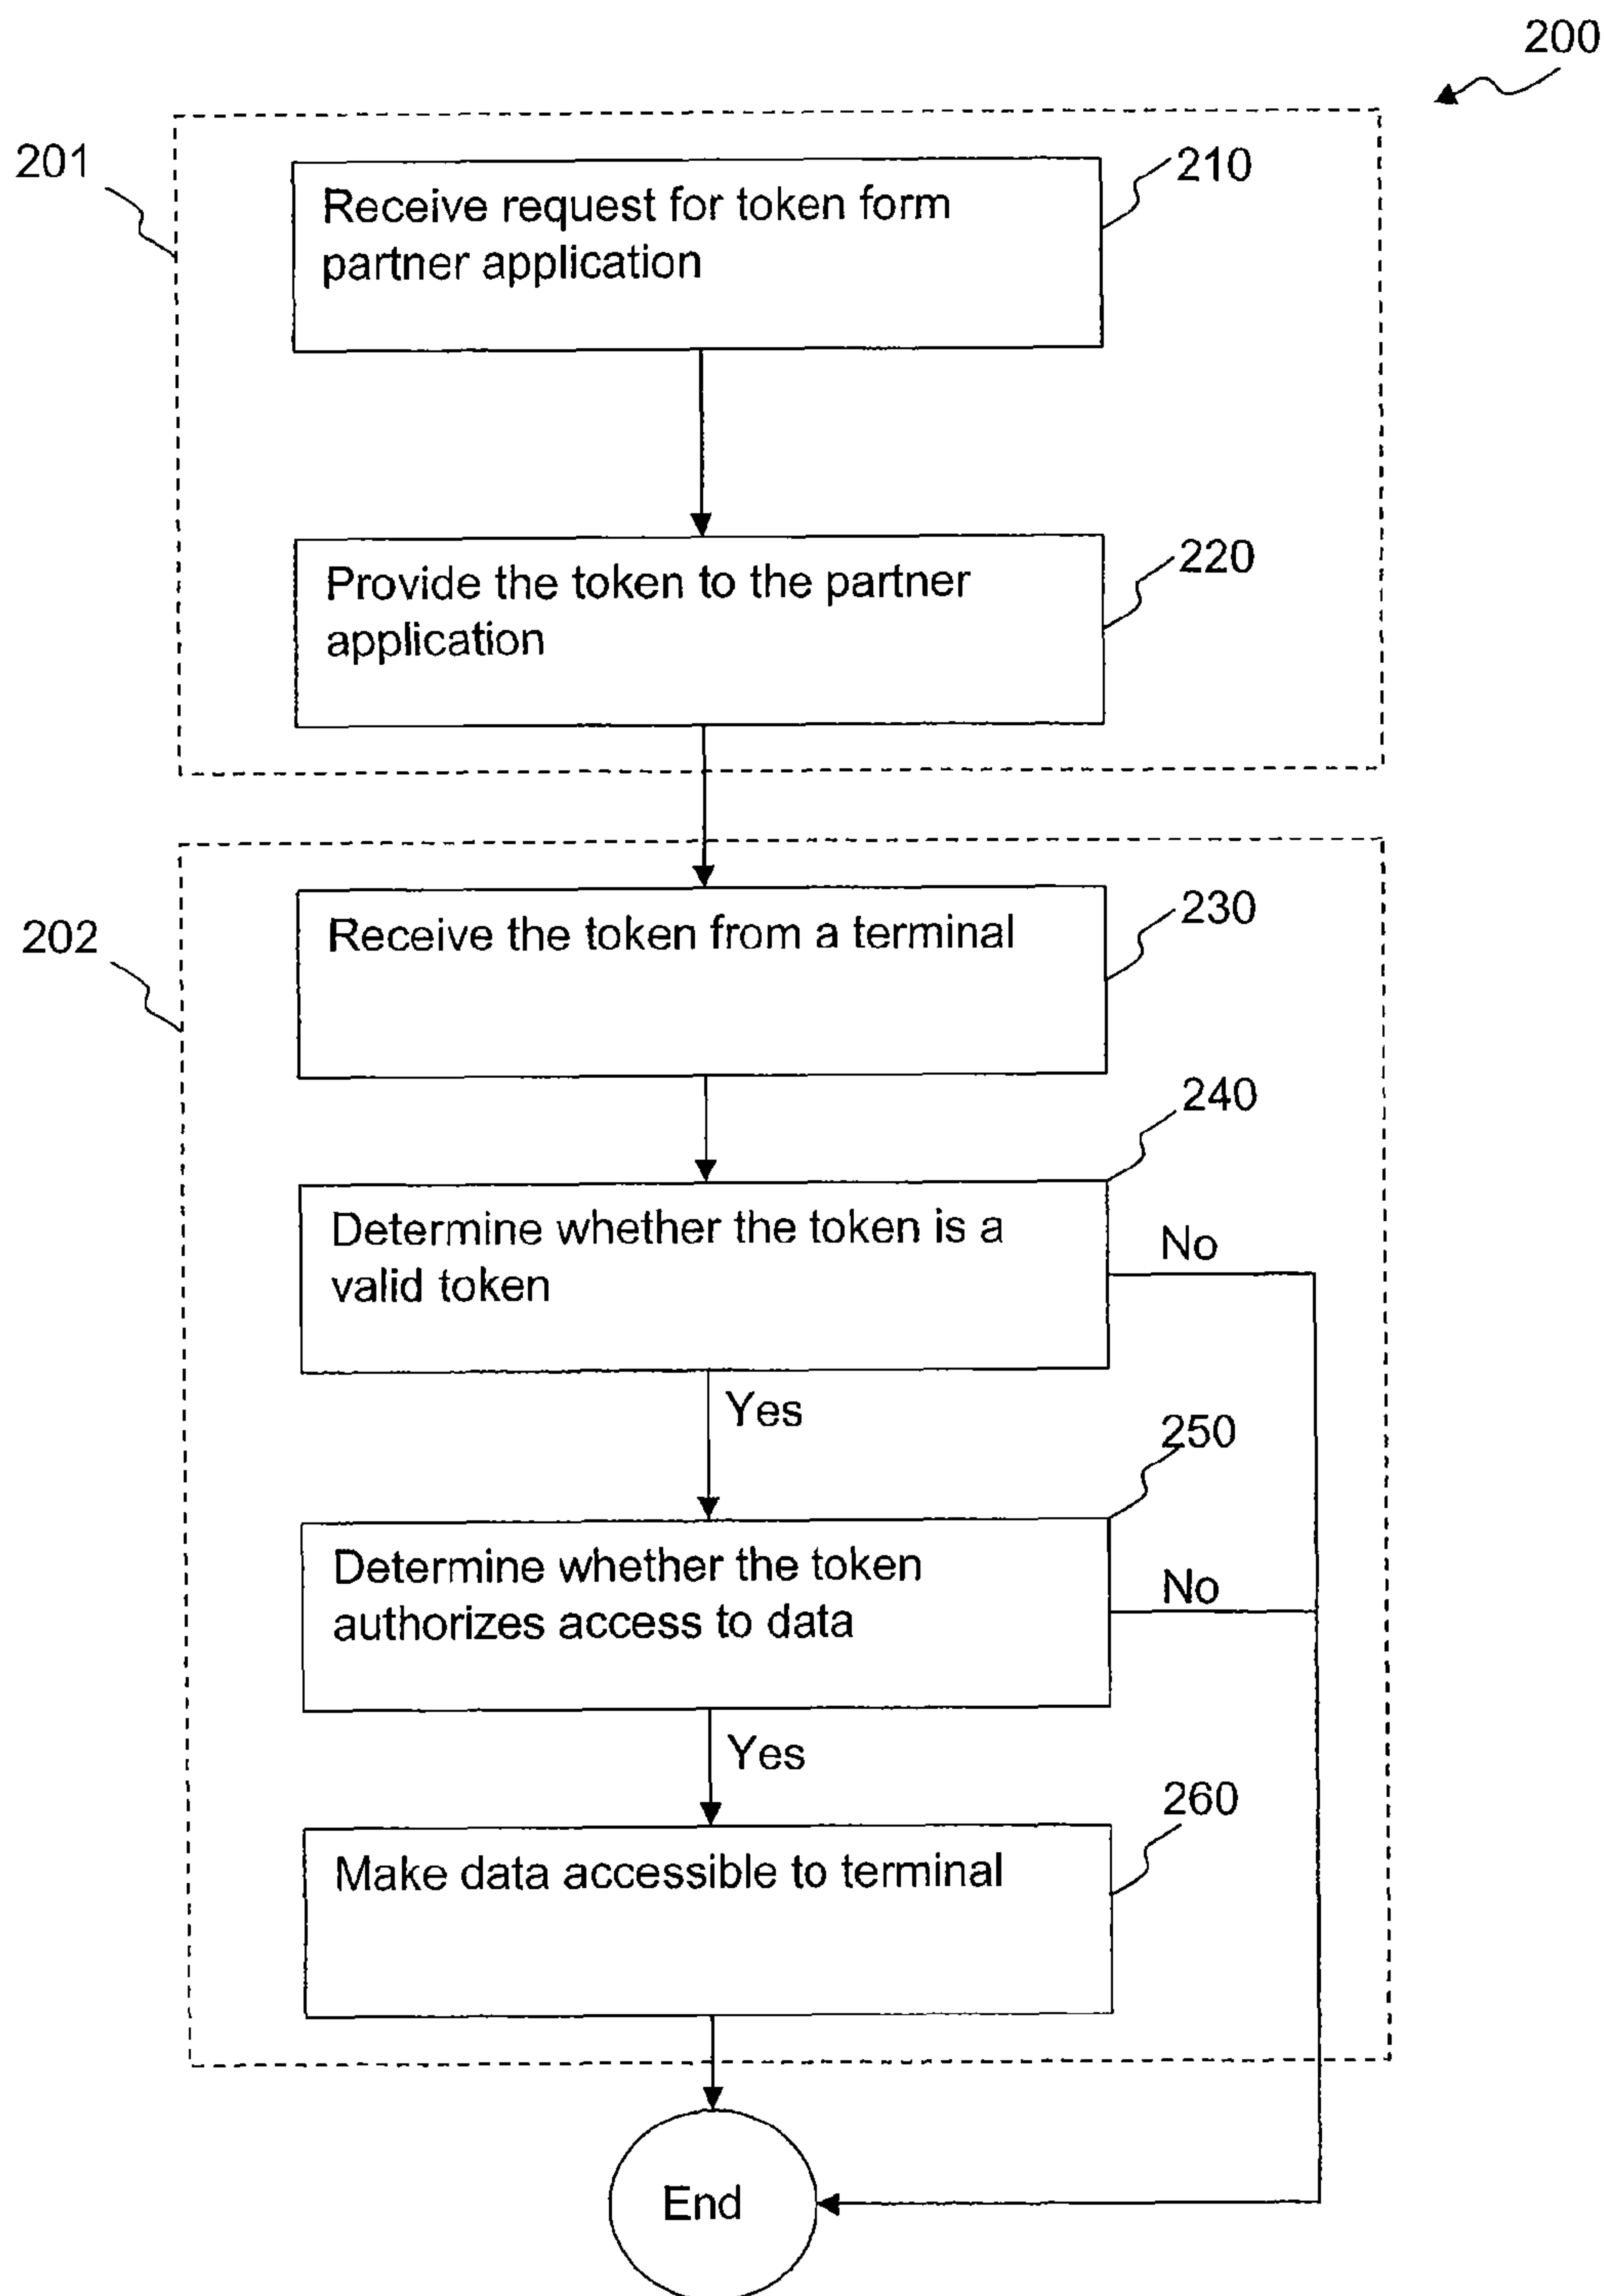 200
201
210
Receive request for token form
partner application
220
Provide the token to the partner
application
202
230
Receive the token from a terminal
240
Determine whether the token is a
valid token
No
Yes
250
Determine whether the token
authorizes access to data
No
Yes
260
Make data accessible to terminal
End